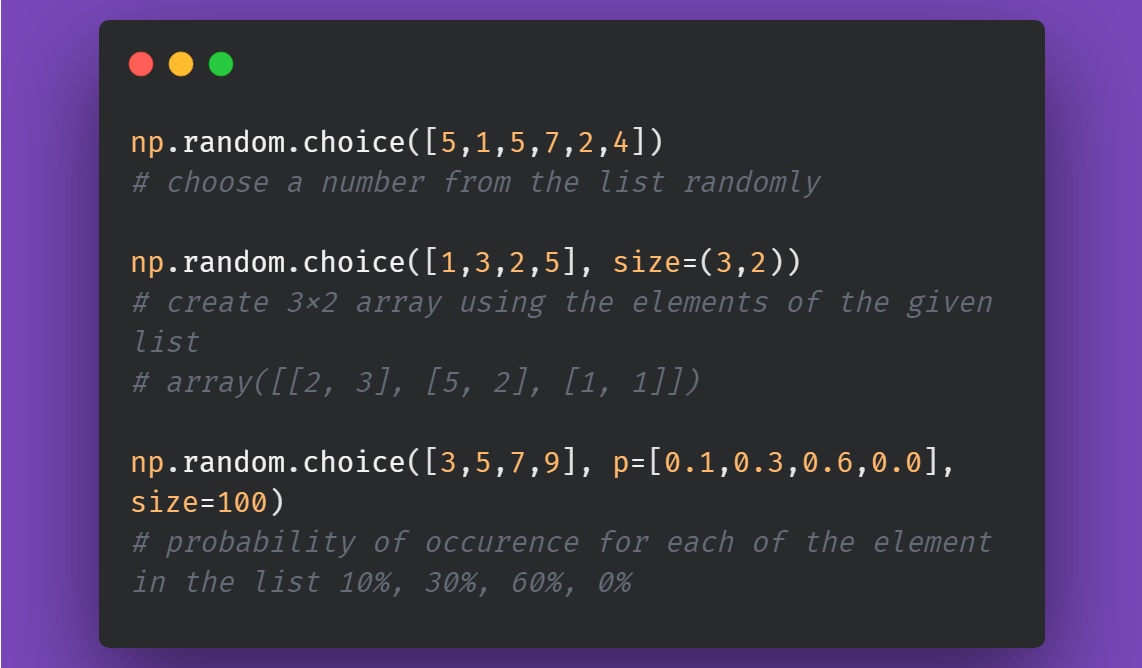 np.random.choice([5,1,5,7,2,4])
# choose a number from the list randomly
np.random.choice([1,3,2,5], size=(3,2))
# create 3×2 array using the elements of the given
list
# array([[2, 3], [5, 2], [1, 1]])
np.random.choice([3,5,7,9], p=[0.1,0.3,0.6,0.0],
size=100)
# probability of occurence for each of the element
in the list 10%, 30%, 60%, 0%